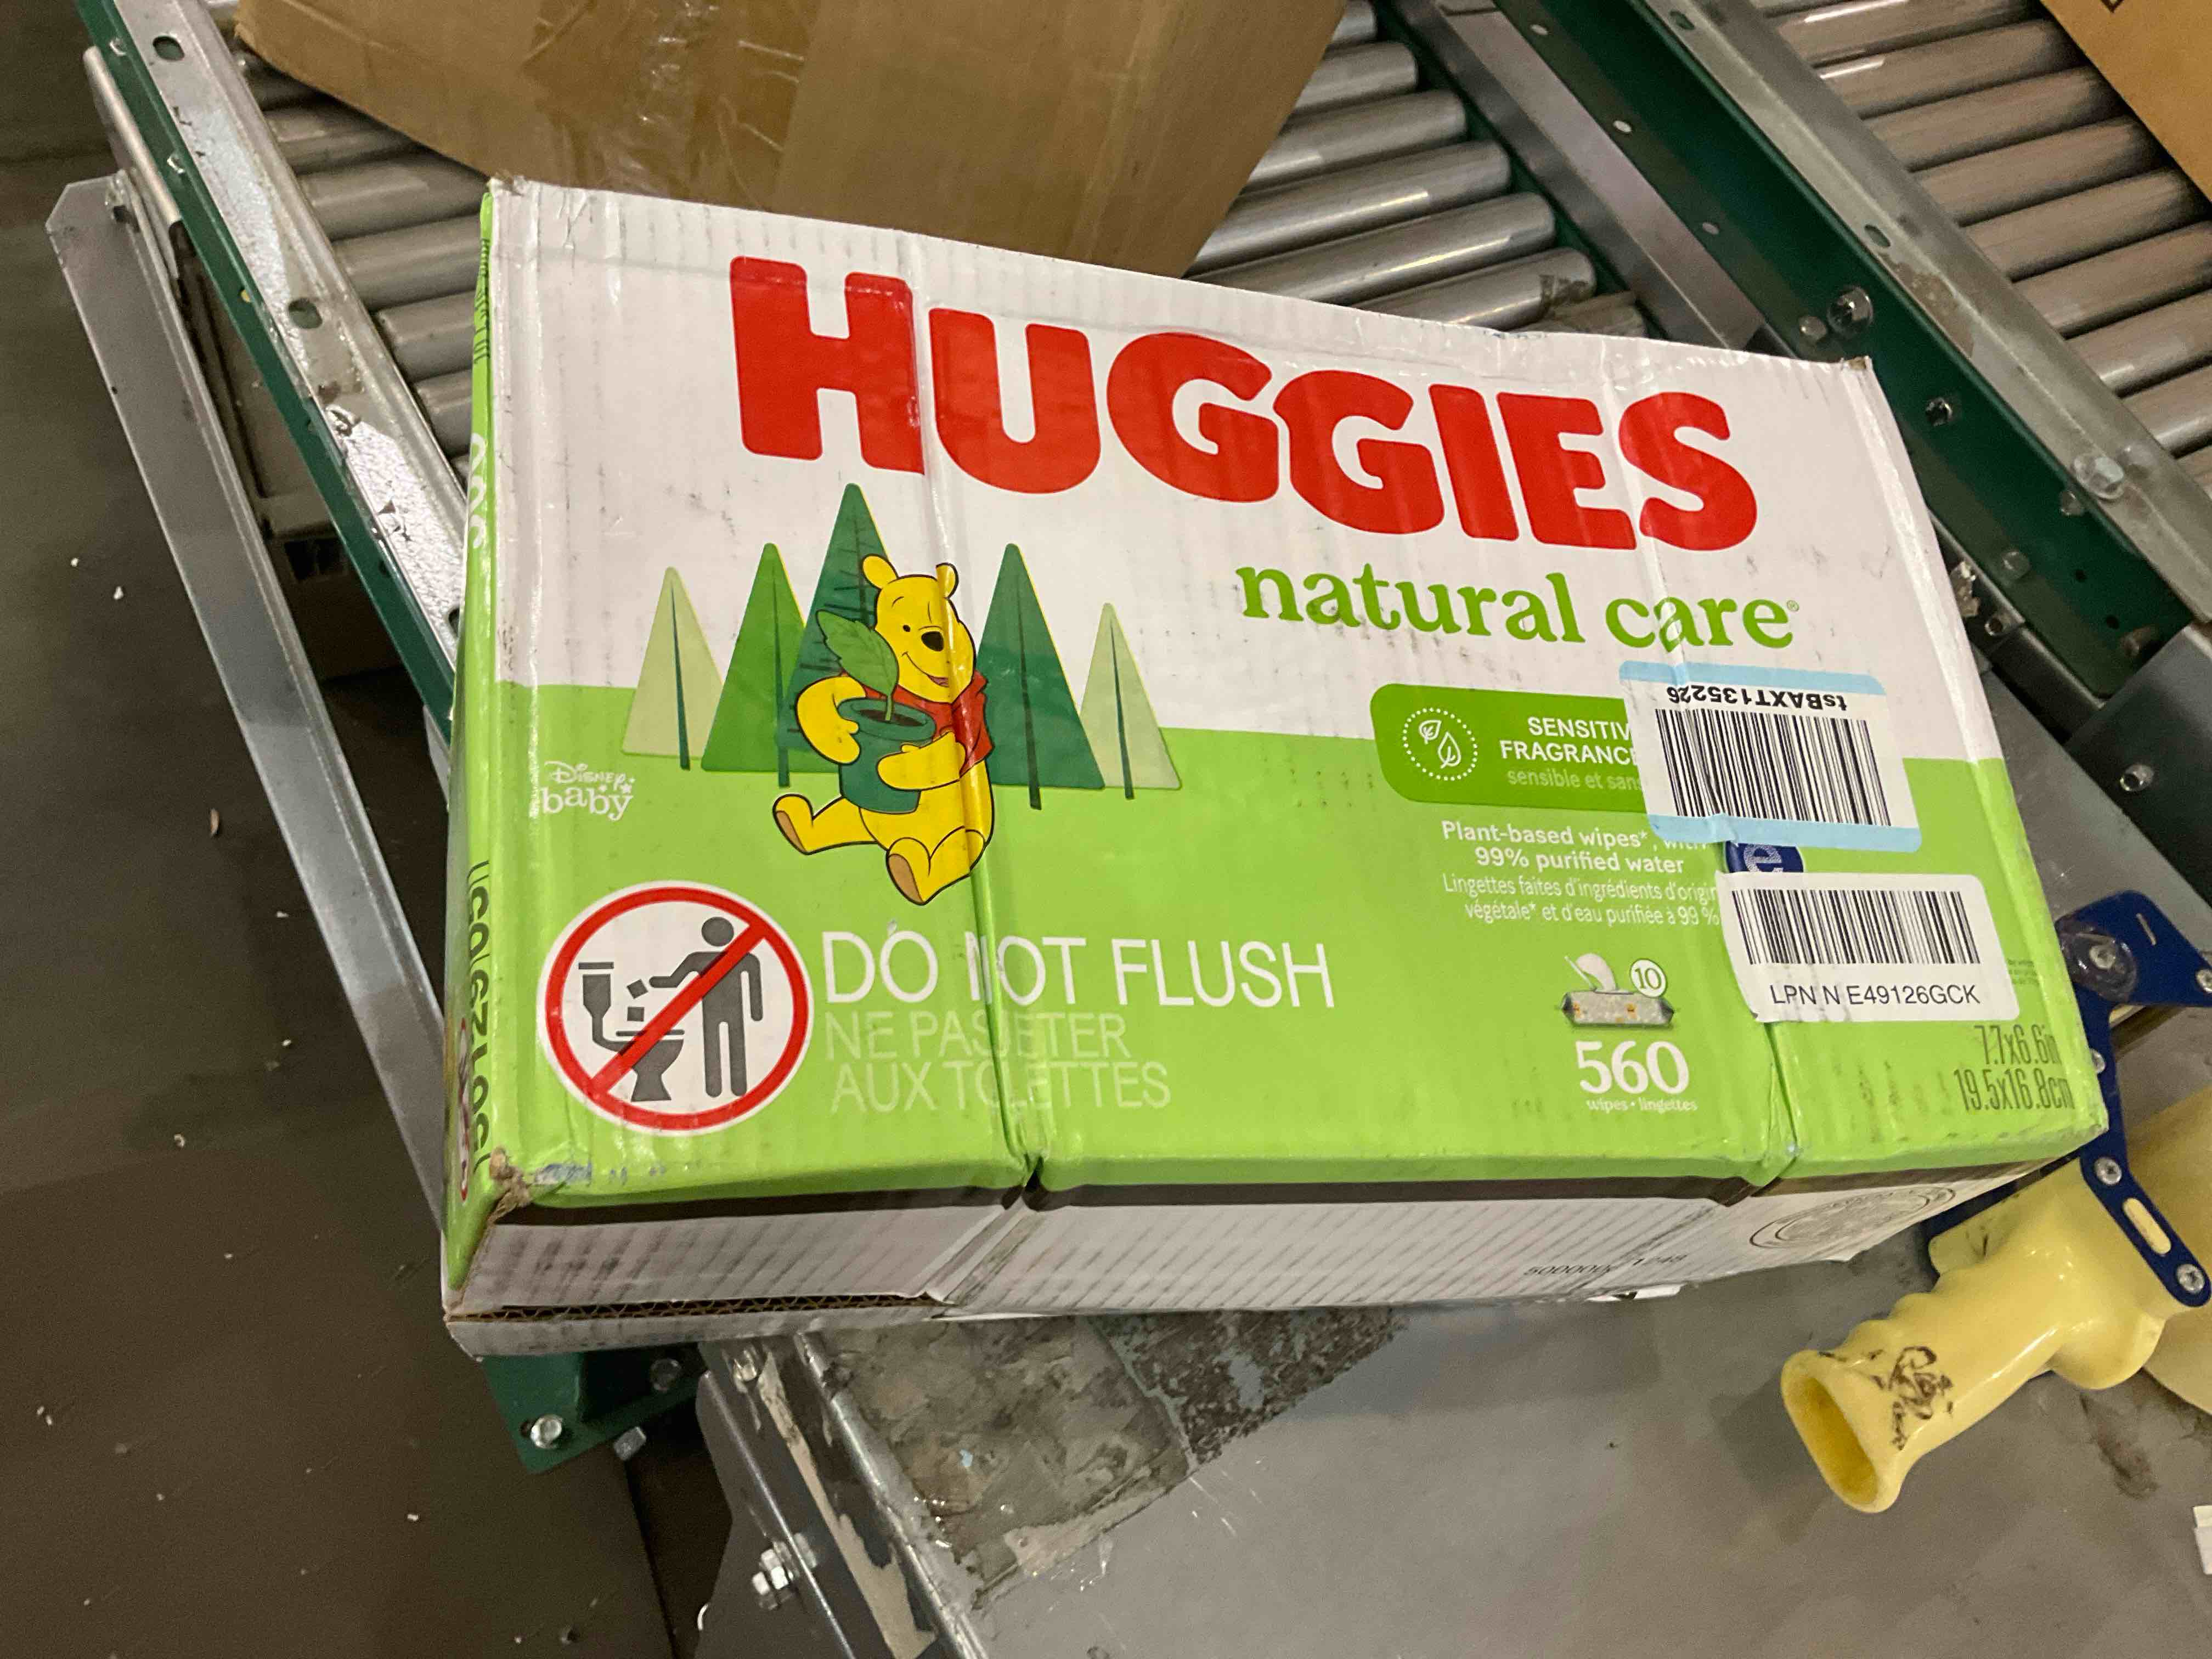 HUGGIES
natural care®
tsBAXT135226
SENSITIV
FRAGRANCE
sensible et sans
Disney
baby
Plant-based wipes*, with
99% purified water
Lingettes faites d'ingrédients d'origin
végétale* et d'eau purifiée à 99 %
e
LPN N E49126GCK
DO NOT FLUSH
NE PAS JETER
AUX TOILETTES
10
560
wipes • lingettes
7.7x6.6in
19.5x16.8cm